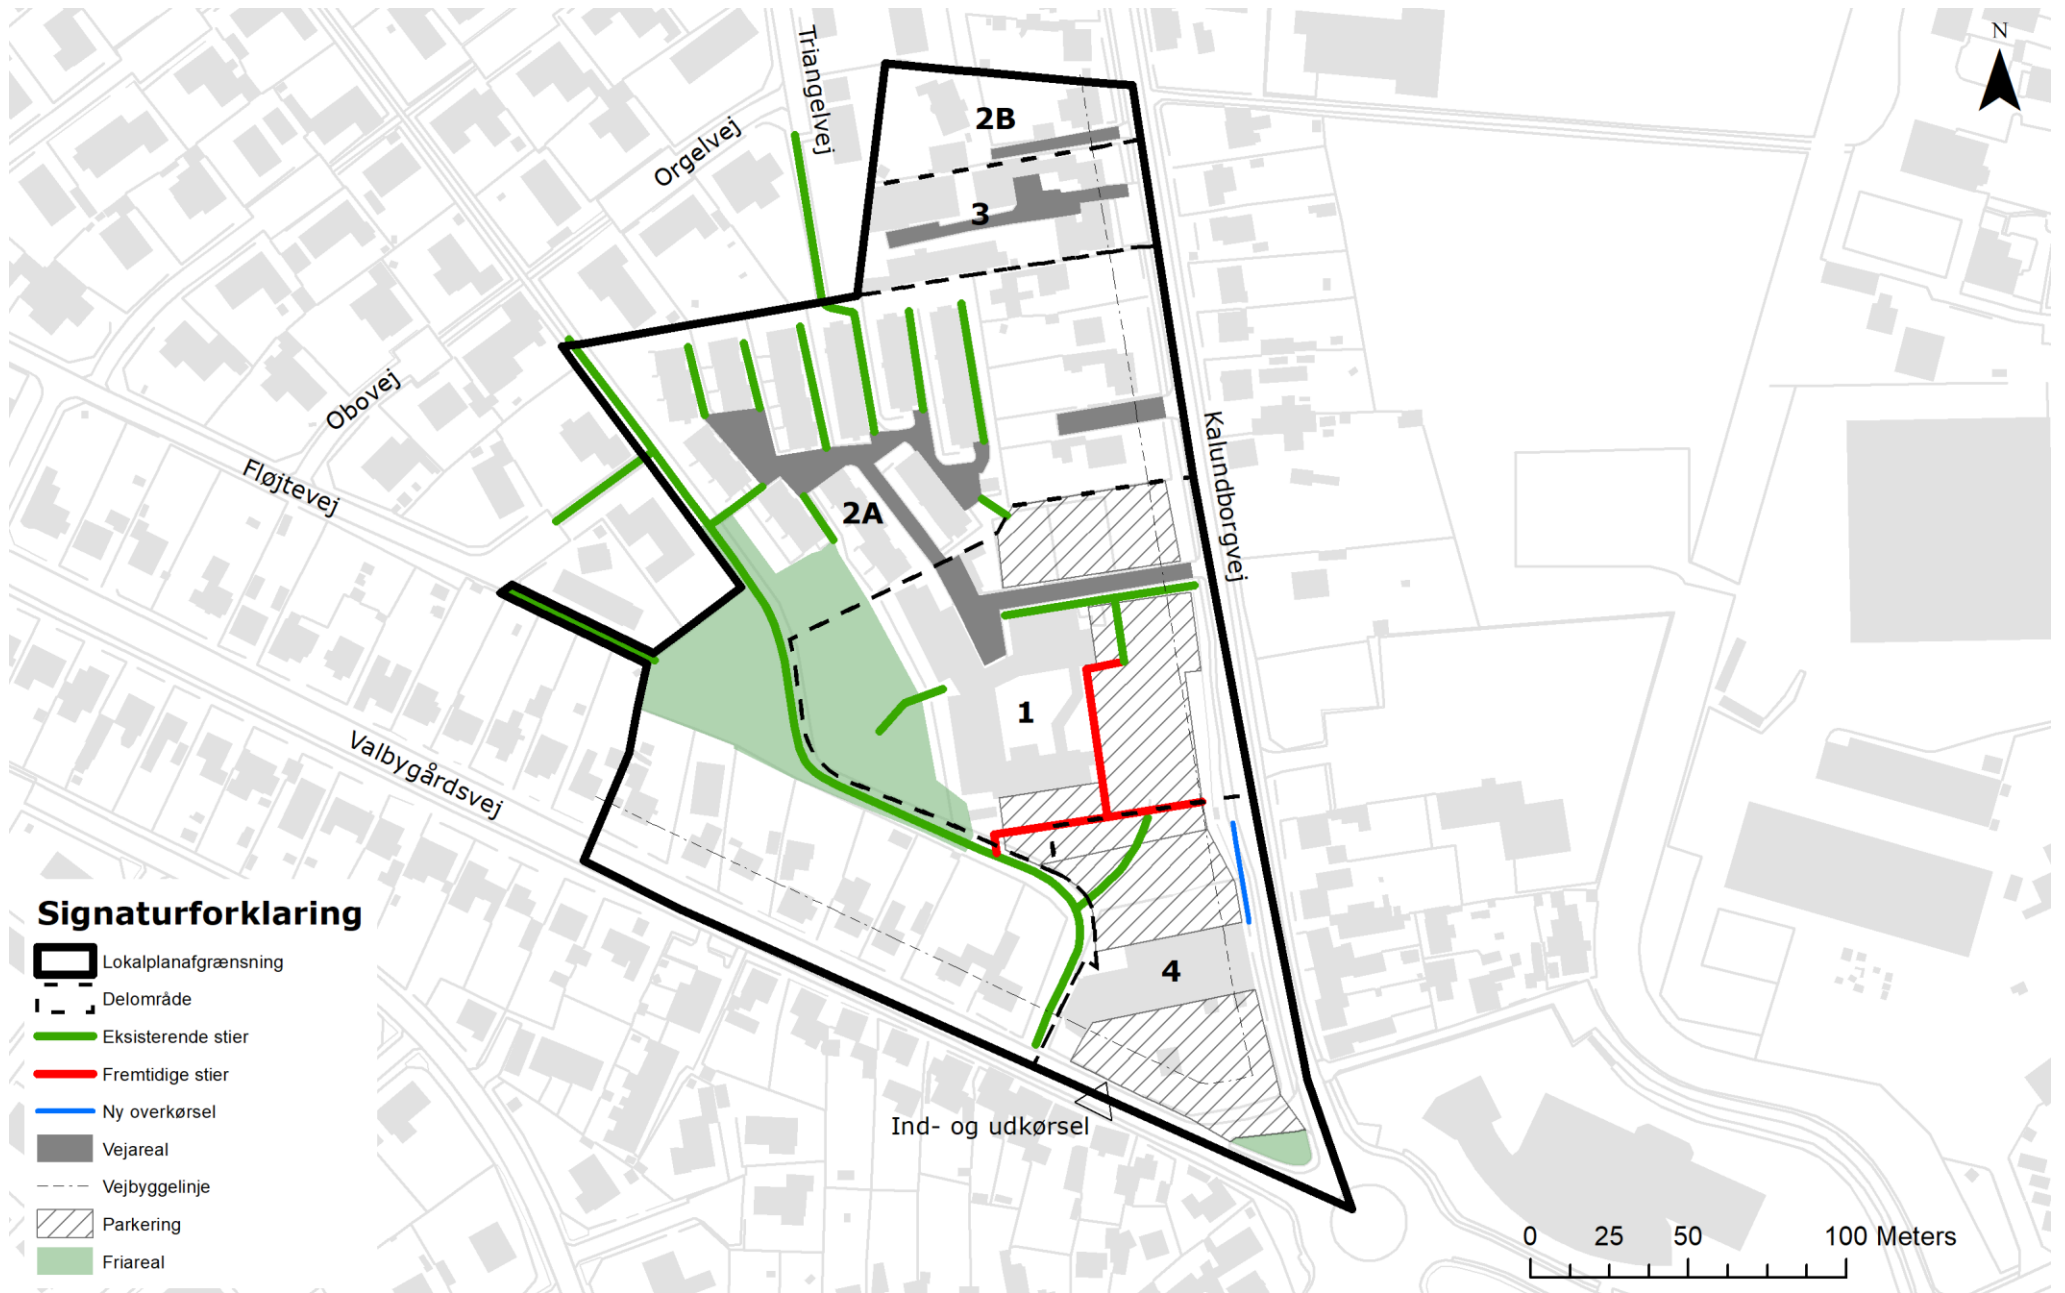 N
Triangelvej
Orgelvej
2B
3
Obovej
Fløjtevej
Kalundborgvej
2A
1
Valbygårdsvej
4
Ind- og udkørsel
Signaturforklaring
Lokalplanafgrænsning
Delområde
Eksisterende stier
Fremtidige stier
Ny overkørsel
Vejareal
Vejbyggelinje
Parkering
Friareal
0 25 50 100 Meters